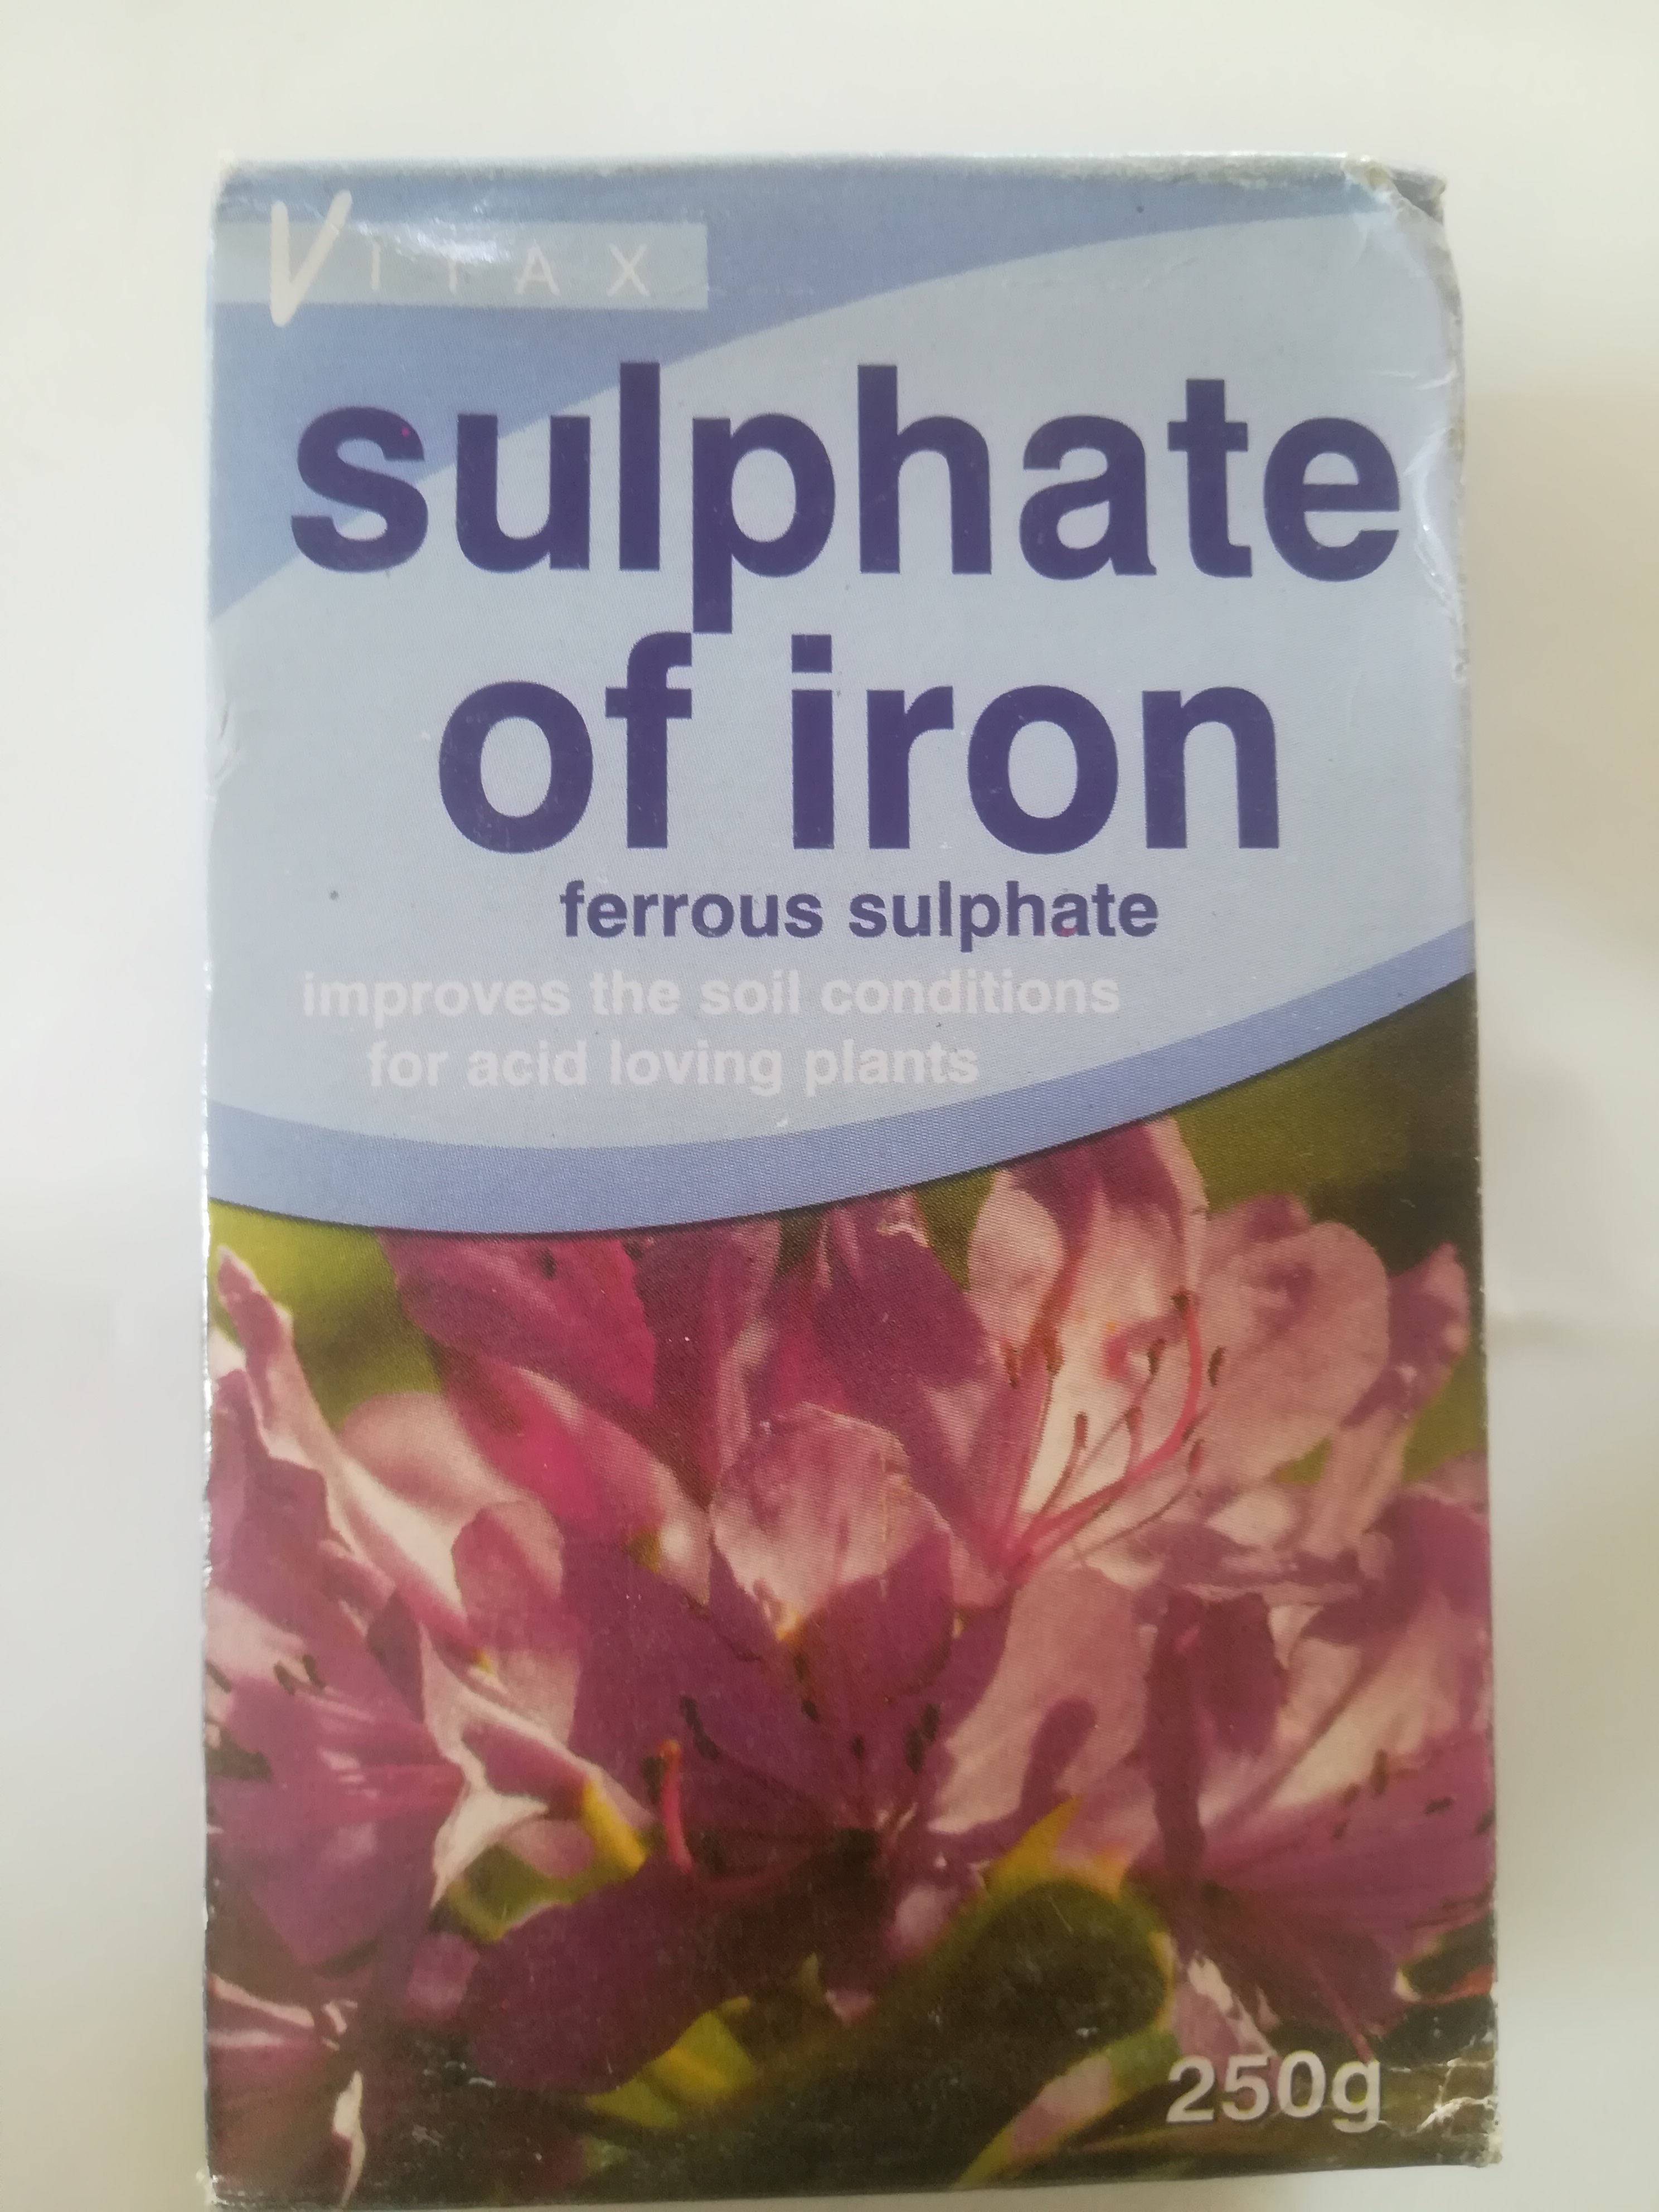 VITAX
sulphate
of iron
ferrous sulphate
improves the soil conditions
for acid loving plants
250g